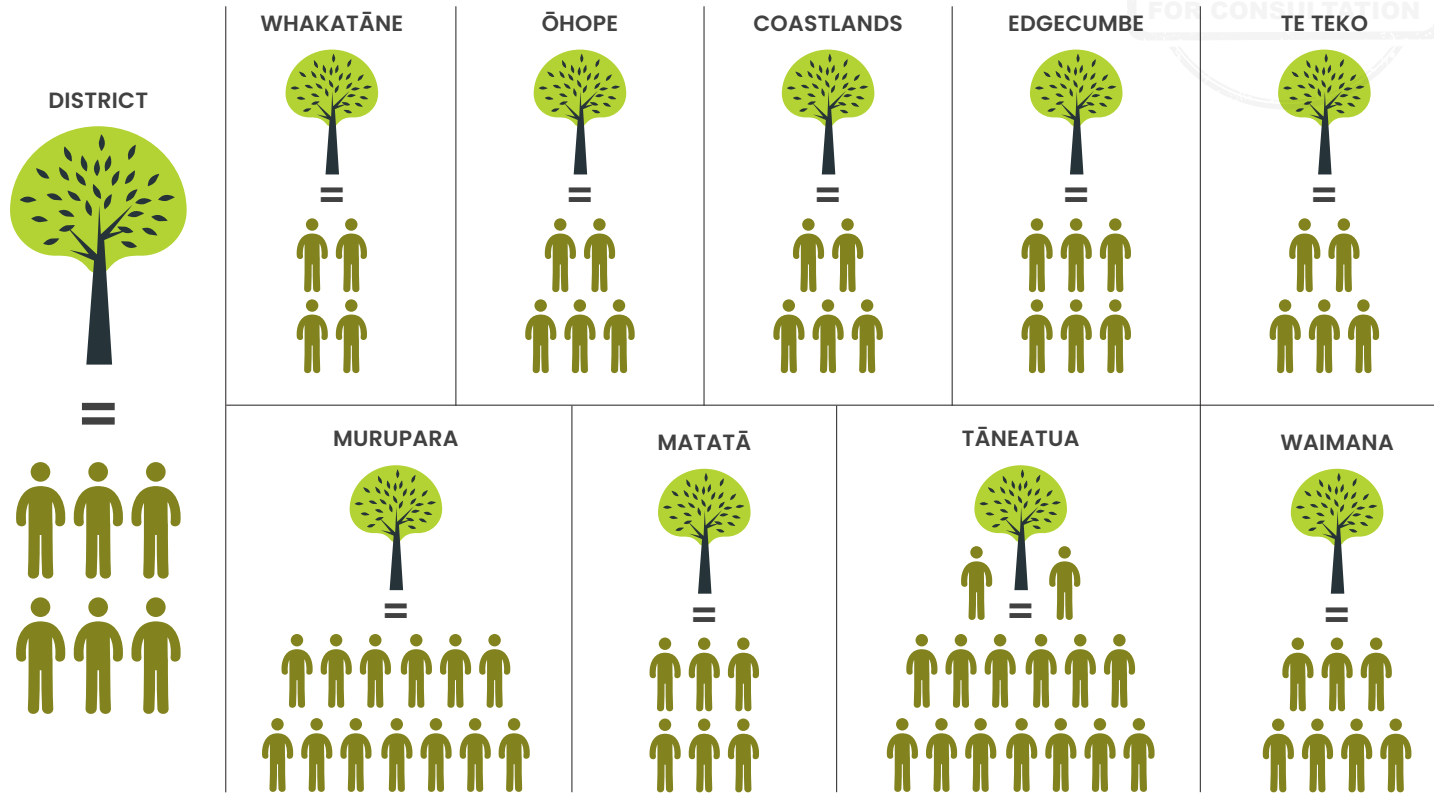 FOR CONSULTATION
DISTRICT
=
WHAKATĀNE
=
ŌHOPE
=
COASTLANDS
=
EDGECUMBE
=
TE TEKO
=
MURUPARA
=
MATATĀ
=
TĀNEATUA
=
WAIMANA
=